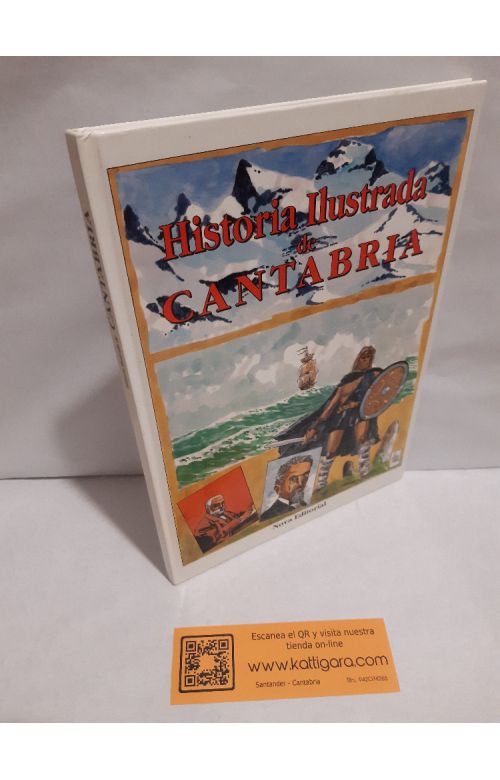 Historia Ilustrada
de
CANTABRIA
Nova Editorial
Escanea el QR y visita nuestra
tienda on-line
www.kattigara.com
Santander - Cantabria